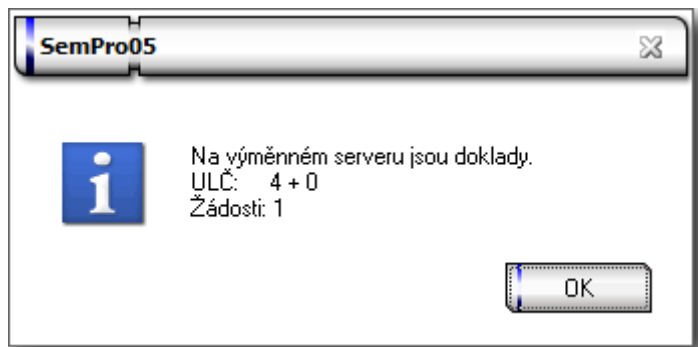 SemPro05
Na výměnném serveru jsou doklady.
ULČ: 4 + 0
Žádosti: 1
OK